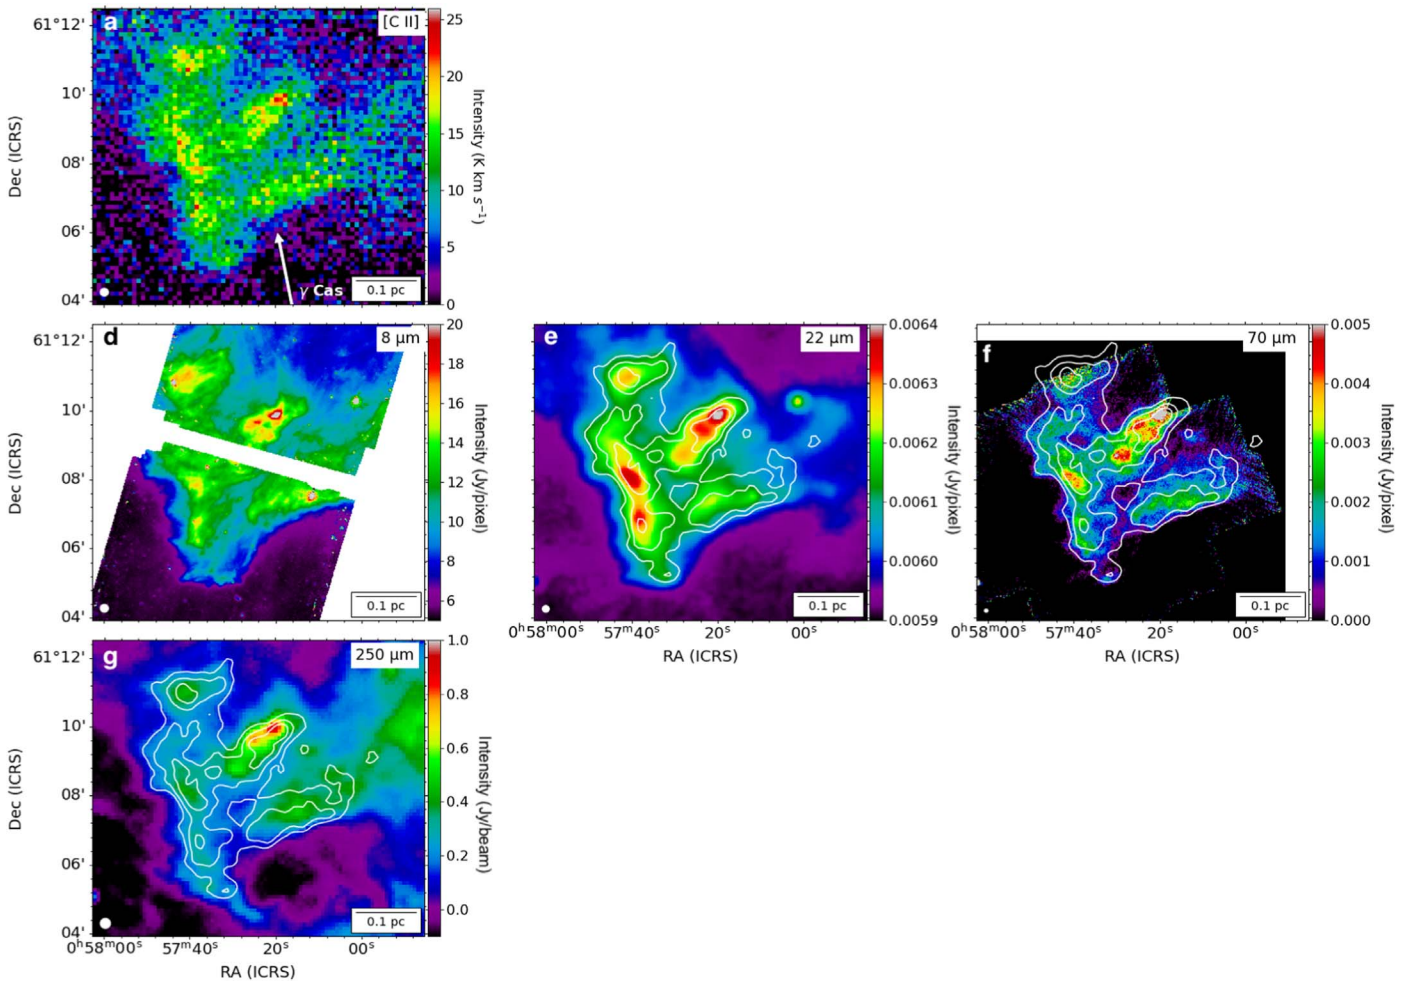 a
[C II]
61°12'
10'
08'
06'
04'
Dec (ICRS)
γ Cas
0.1 pc
25
20
15
10
5
0
Intensity (K km s⁻¹)
d
8 μm
61°12'
10'
08'
06'
04'
Dec (ICRS)
0.1 pc
20
18
16
14
12
10
8
6
Intensity (Jy/pixel)
e
22 μm
0.1 pc
0.0064
0.0063
0.0062
0.0061
0.0060
0.0059
Intensity (Jy/pixel)
0ʰ58ᵐ00ˢ
57ᵐ40ˢ
20ˢ
00ˢ
RA (ICRS)
f
70 μm
0.1 pc
0.005
0.004
0.003
0.002
0.001
0.000
Intensity (Jy/pixel)
0ʰ58ᵐ00ˢ
57ᵐ40ˢ
20ˢ
00ˢ
RA (ICRS)
g
250 μm
61°12'
10'
08'
06'
04'
Dec (ICRS)
0.1 pc
1.0
0.8
0.6
0.4
0.2
0.0
Intensity (Jy/beam)
0ʰ58ᵐ00ˢ
57ᵐ40ˢ
20ˢ
00ˢ
RA (ICRS)